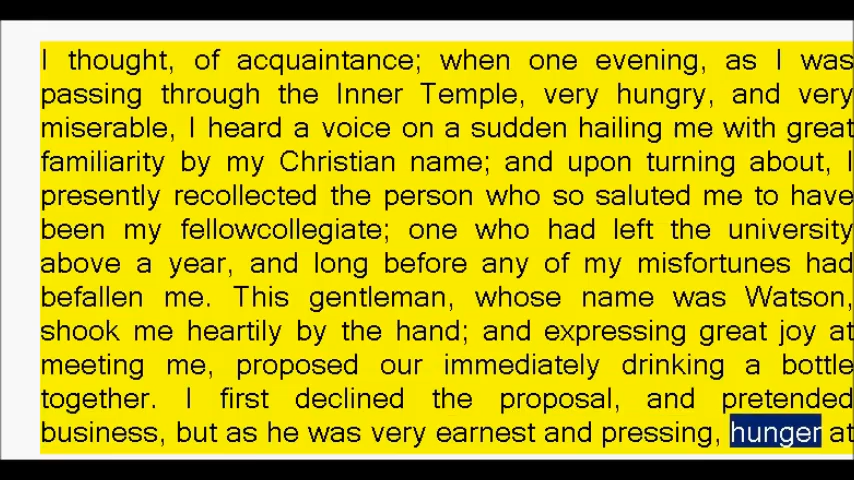 I thought, of acquaintance; when one evening, as I was
passing through the Inner Temple, very hungry, and very
miserable, I heard a voice on a sudden hailing me with great
familiarity by my Christian name; and upon turning about, I
presently recollected the person who so saluted me to have
been my fellowcollegiate; one who had left the university
above a year, and long before any of my misfortunes had
befallen me. This gentleman, whose name was Watson,
shook me heartily by the hand; and expressing great joy at
meeting me, proposed our immediately drinking a bottle
together. I first declined the proposal, and pretended
business, but as he was very earnest and pressing, hunger at